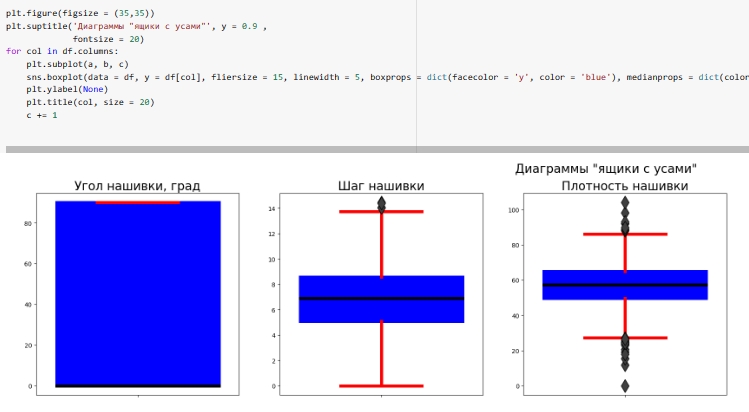 plt.figure(figsize = (35,35))
plt.suptitle('Диаграммы "ящики с усами"', y = 0.9 ,
fontsize = 20)
for col in df.columns:
plt.subplot(a, b, c)
sns.boxplot(data = df, y = df[col], fliersize = 15, linewidth = 5, boxprops = dict(facecolor = 'y', color = 'blue'), medianprops = dict(color
plt.ylabel(None)
plt.title(col, size = 20)
c += 1
Диаграммы "ящики с усами"
Угол нашивки, град
80
60
40
20
0
Шаг нашивки
14
12
10
8
6
4
2
0
Плотность нашивки
100
80
60
40
20
0